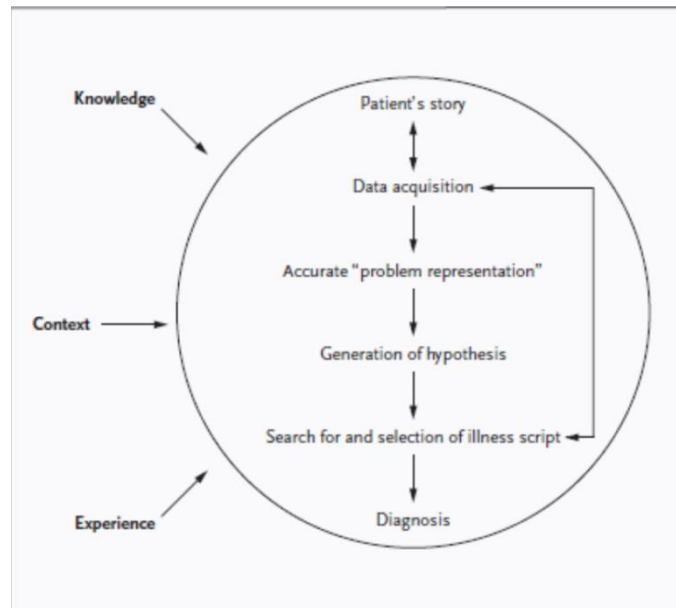 Knowledge
Patient's story
Data acquisition
Accurate “problem representation”
Context
Generation of hypothesis
Search for and selection of illness script
Experience
Diagnosis